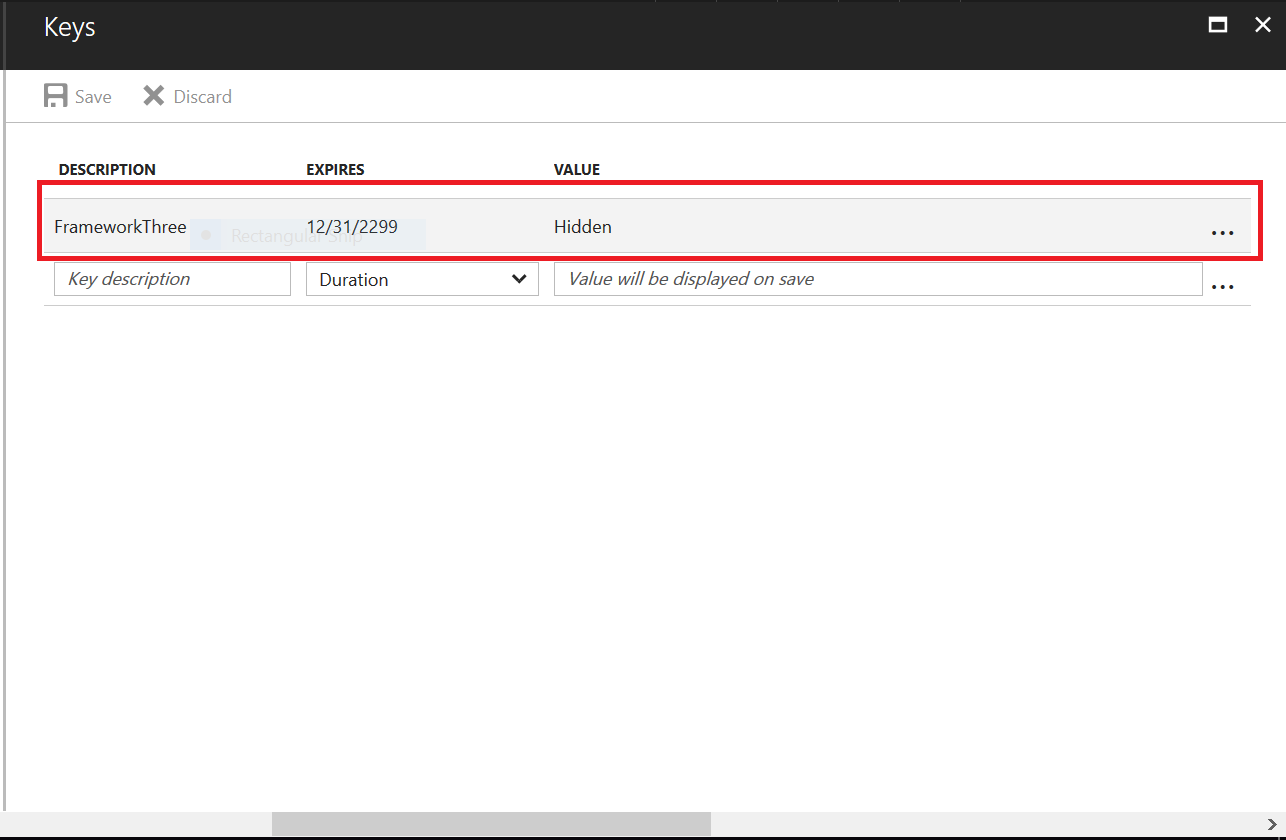 Keys
Save Discard
DESCRIPTION EXPIRES VALUE
FrameworkThree 12/31/2299 Hidden ...
Rectangular Snip
Key description Duration Value will be displayed on save ...